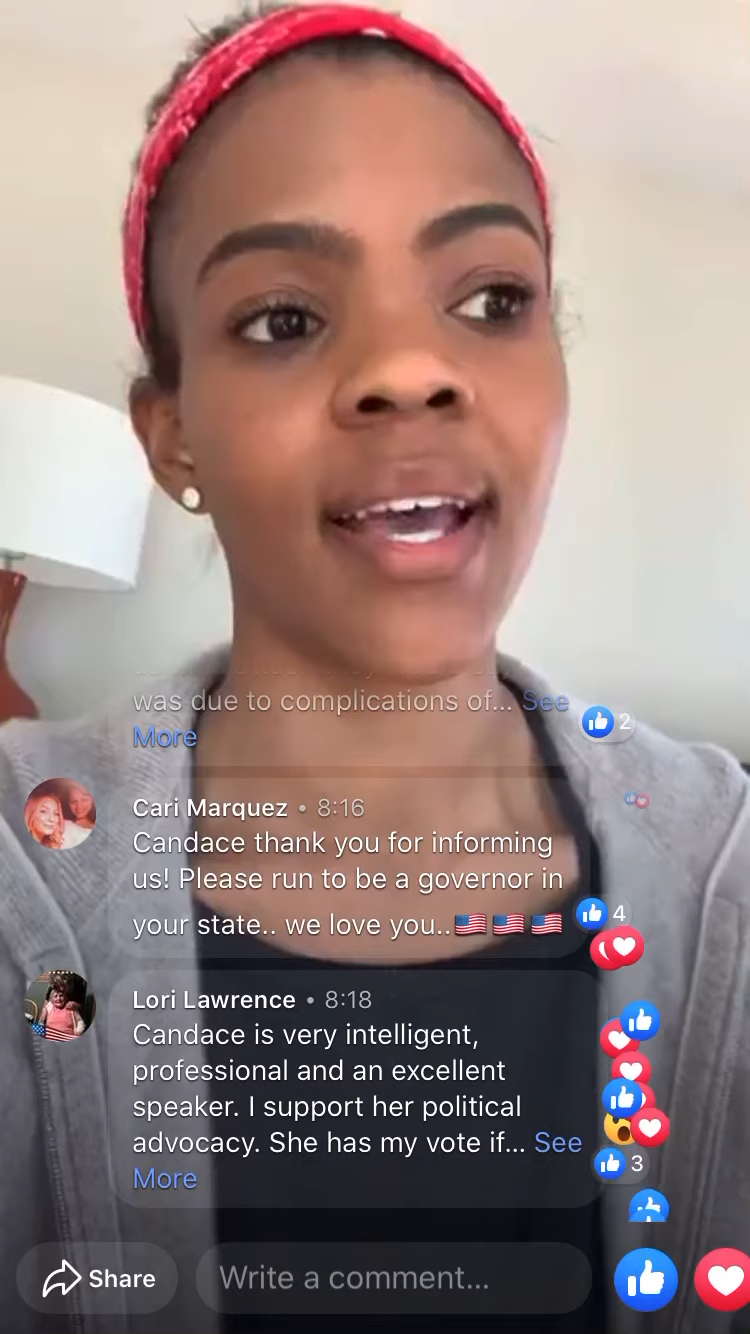 was due to complications of... See
More
2
Cari Marquez • 8:16
Candace thank you for informing
us! Please run to be a governor in
your state.. we love you..🇺🇸🇺🇸🇺🇸
4
Lori Lawrence • 8:18
Candace is very intelligent,
professional and an excellent
speaker. I support her political
advocacy. She has my vote if... See
More
3
Share
Write a comment...